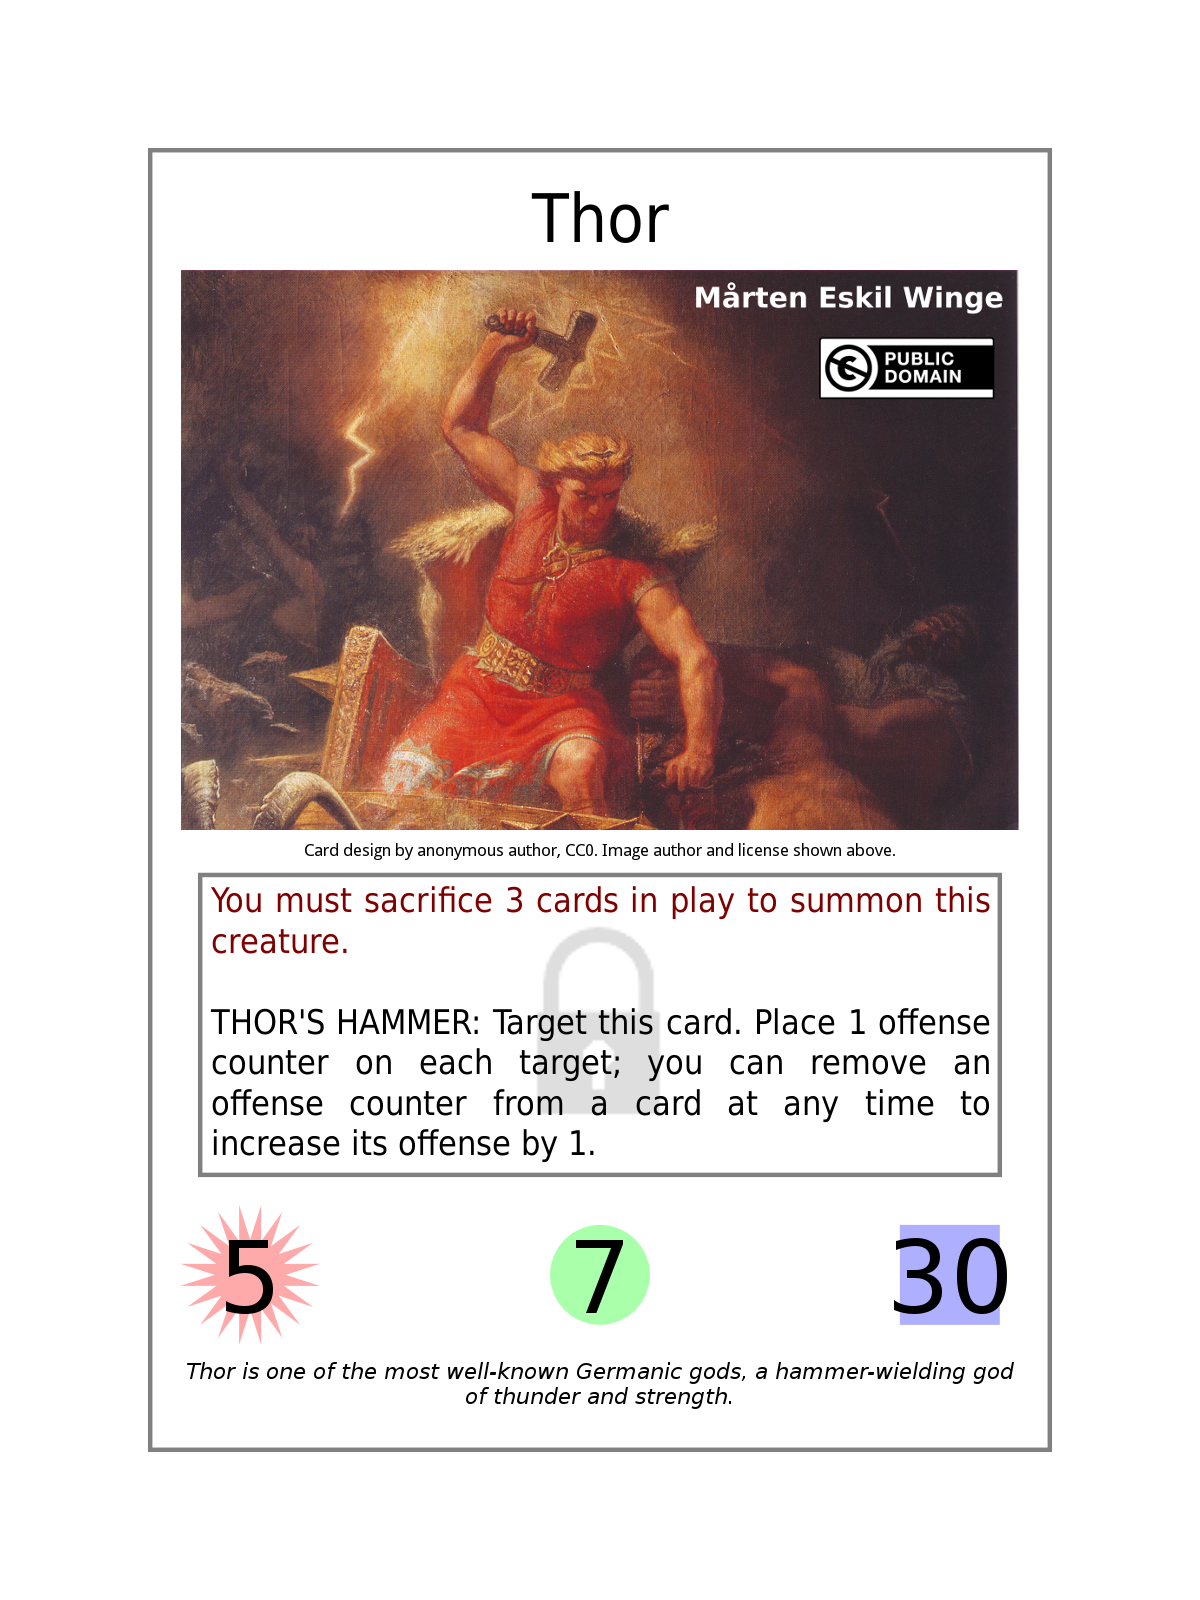 Thor
Mårten Eskil Winge
PUBLIC
DOMAIN
Card design by anonymous author, CC0. Image author and license shown above.
You must sacrifice 3 cards in play to summon this
creature.
THOR'S HAMMER: Target this card. Place 1 offense
counter on each target; you can remove an
offense counter from a card at any time to
increase its offense by 1.
5 7 30
Thor is one of the most well-known Germanic gods, a hammer-wielding god
of thunder and strength.